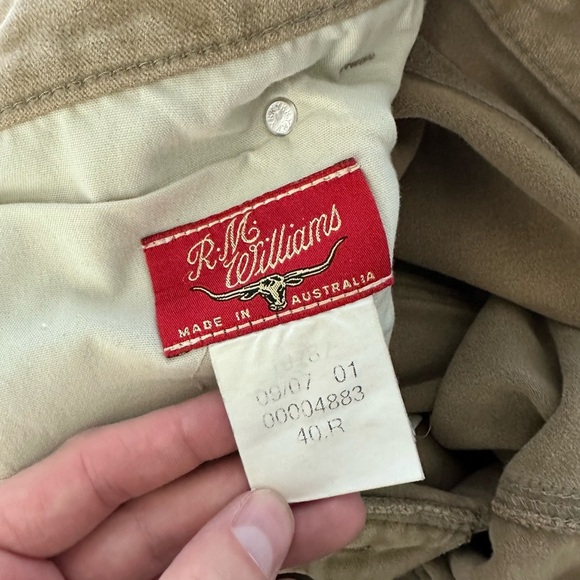 R.M.
Williams
MADE IN AUSTRALIA
09/07 01
00004883
40.R